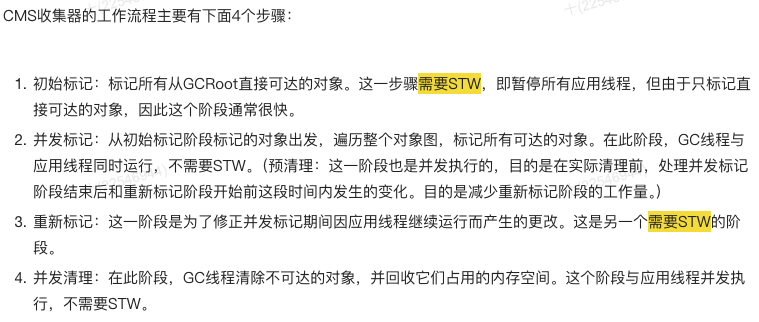 CMS收集器的工作流程主要有下面4个步骤：
1. 初始标记：标记所有从GCRoot直接可达的对象。这一步骤需要STW，即暂停所有应用线程，但由于只标记直
接可达的对象，因此这个阶段通常很快。
2. 并发标记：从初始标记阶段标记的对象出发，遍历整个对象图，标记所有可达的对象。在此阶段，GC线程与
应用线程同时运行，不需要STW。（预清理：这一阶段也是并发执行的，目的是在实际清理前，处理并发标记
阶段结束后和重新标记阶段开始前这段时间内发生的变化。目的是减少重新标记阶段的工作量。）
3. 重新标记：这一阶段是为了修正并发标记期间因应用线程继续运行而产生的更改。这是另一个需要STW的阶
段。
4. 并发清理：在此阶段，GC线程清除不可达的对象，并回收它们占用的内存空间。这个阶段与应用线程并发执
行，不需要STW。